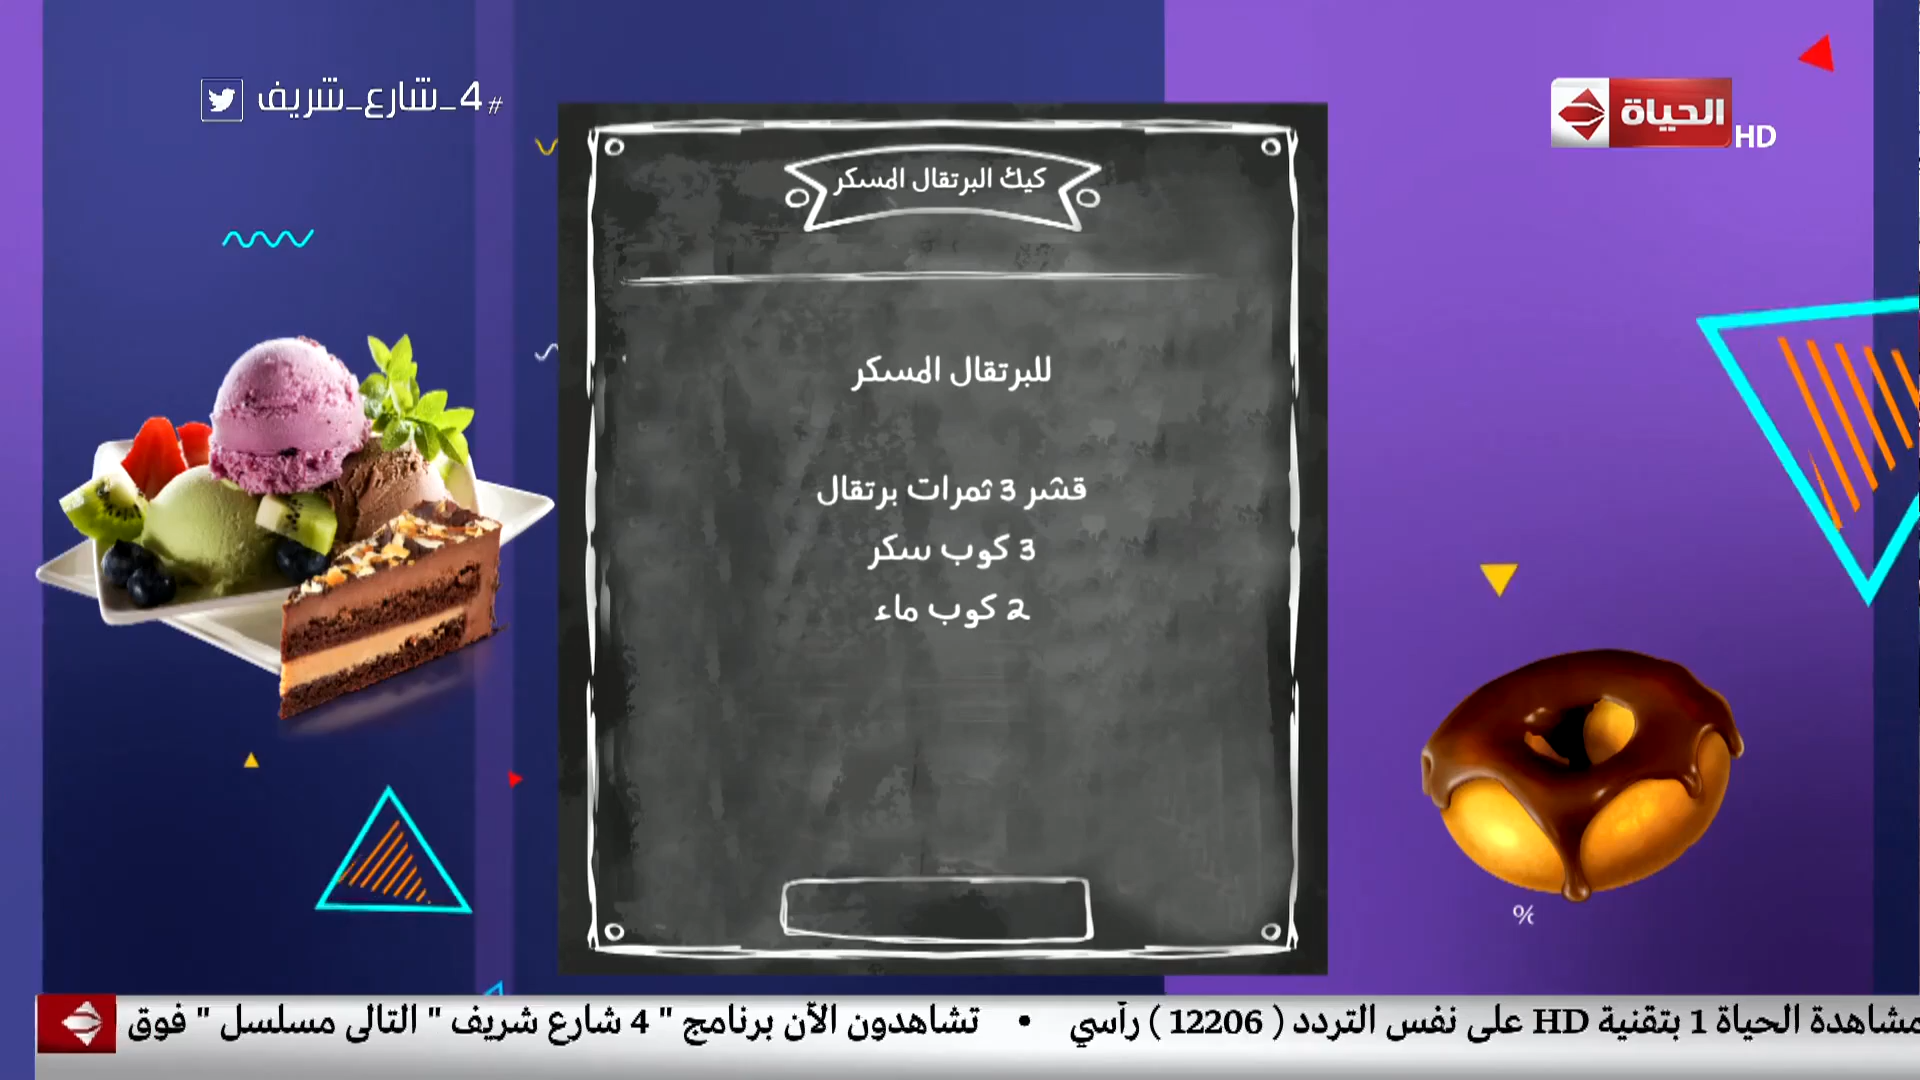 #4_شارع_شريف
الحياة
HD
كيك البرتقال المسكر
للبرتقال المسكر
قشر 3 ثمرات برتقال
3 كوب سكر
2 كوب ماء
%
مشاهدة الحياة 1 بتقنية HD على نفس التردد ( 12206 ) رآسي • تشاهدون الآن برنامج " 4 شارع شريف " التالى مسلسل " فوق